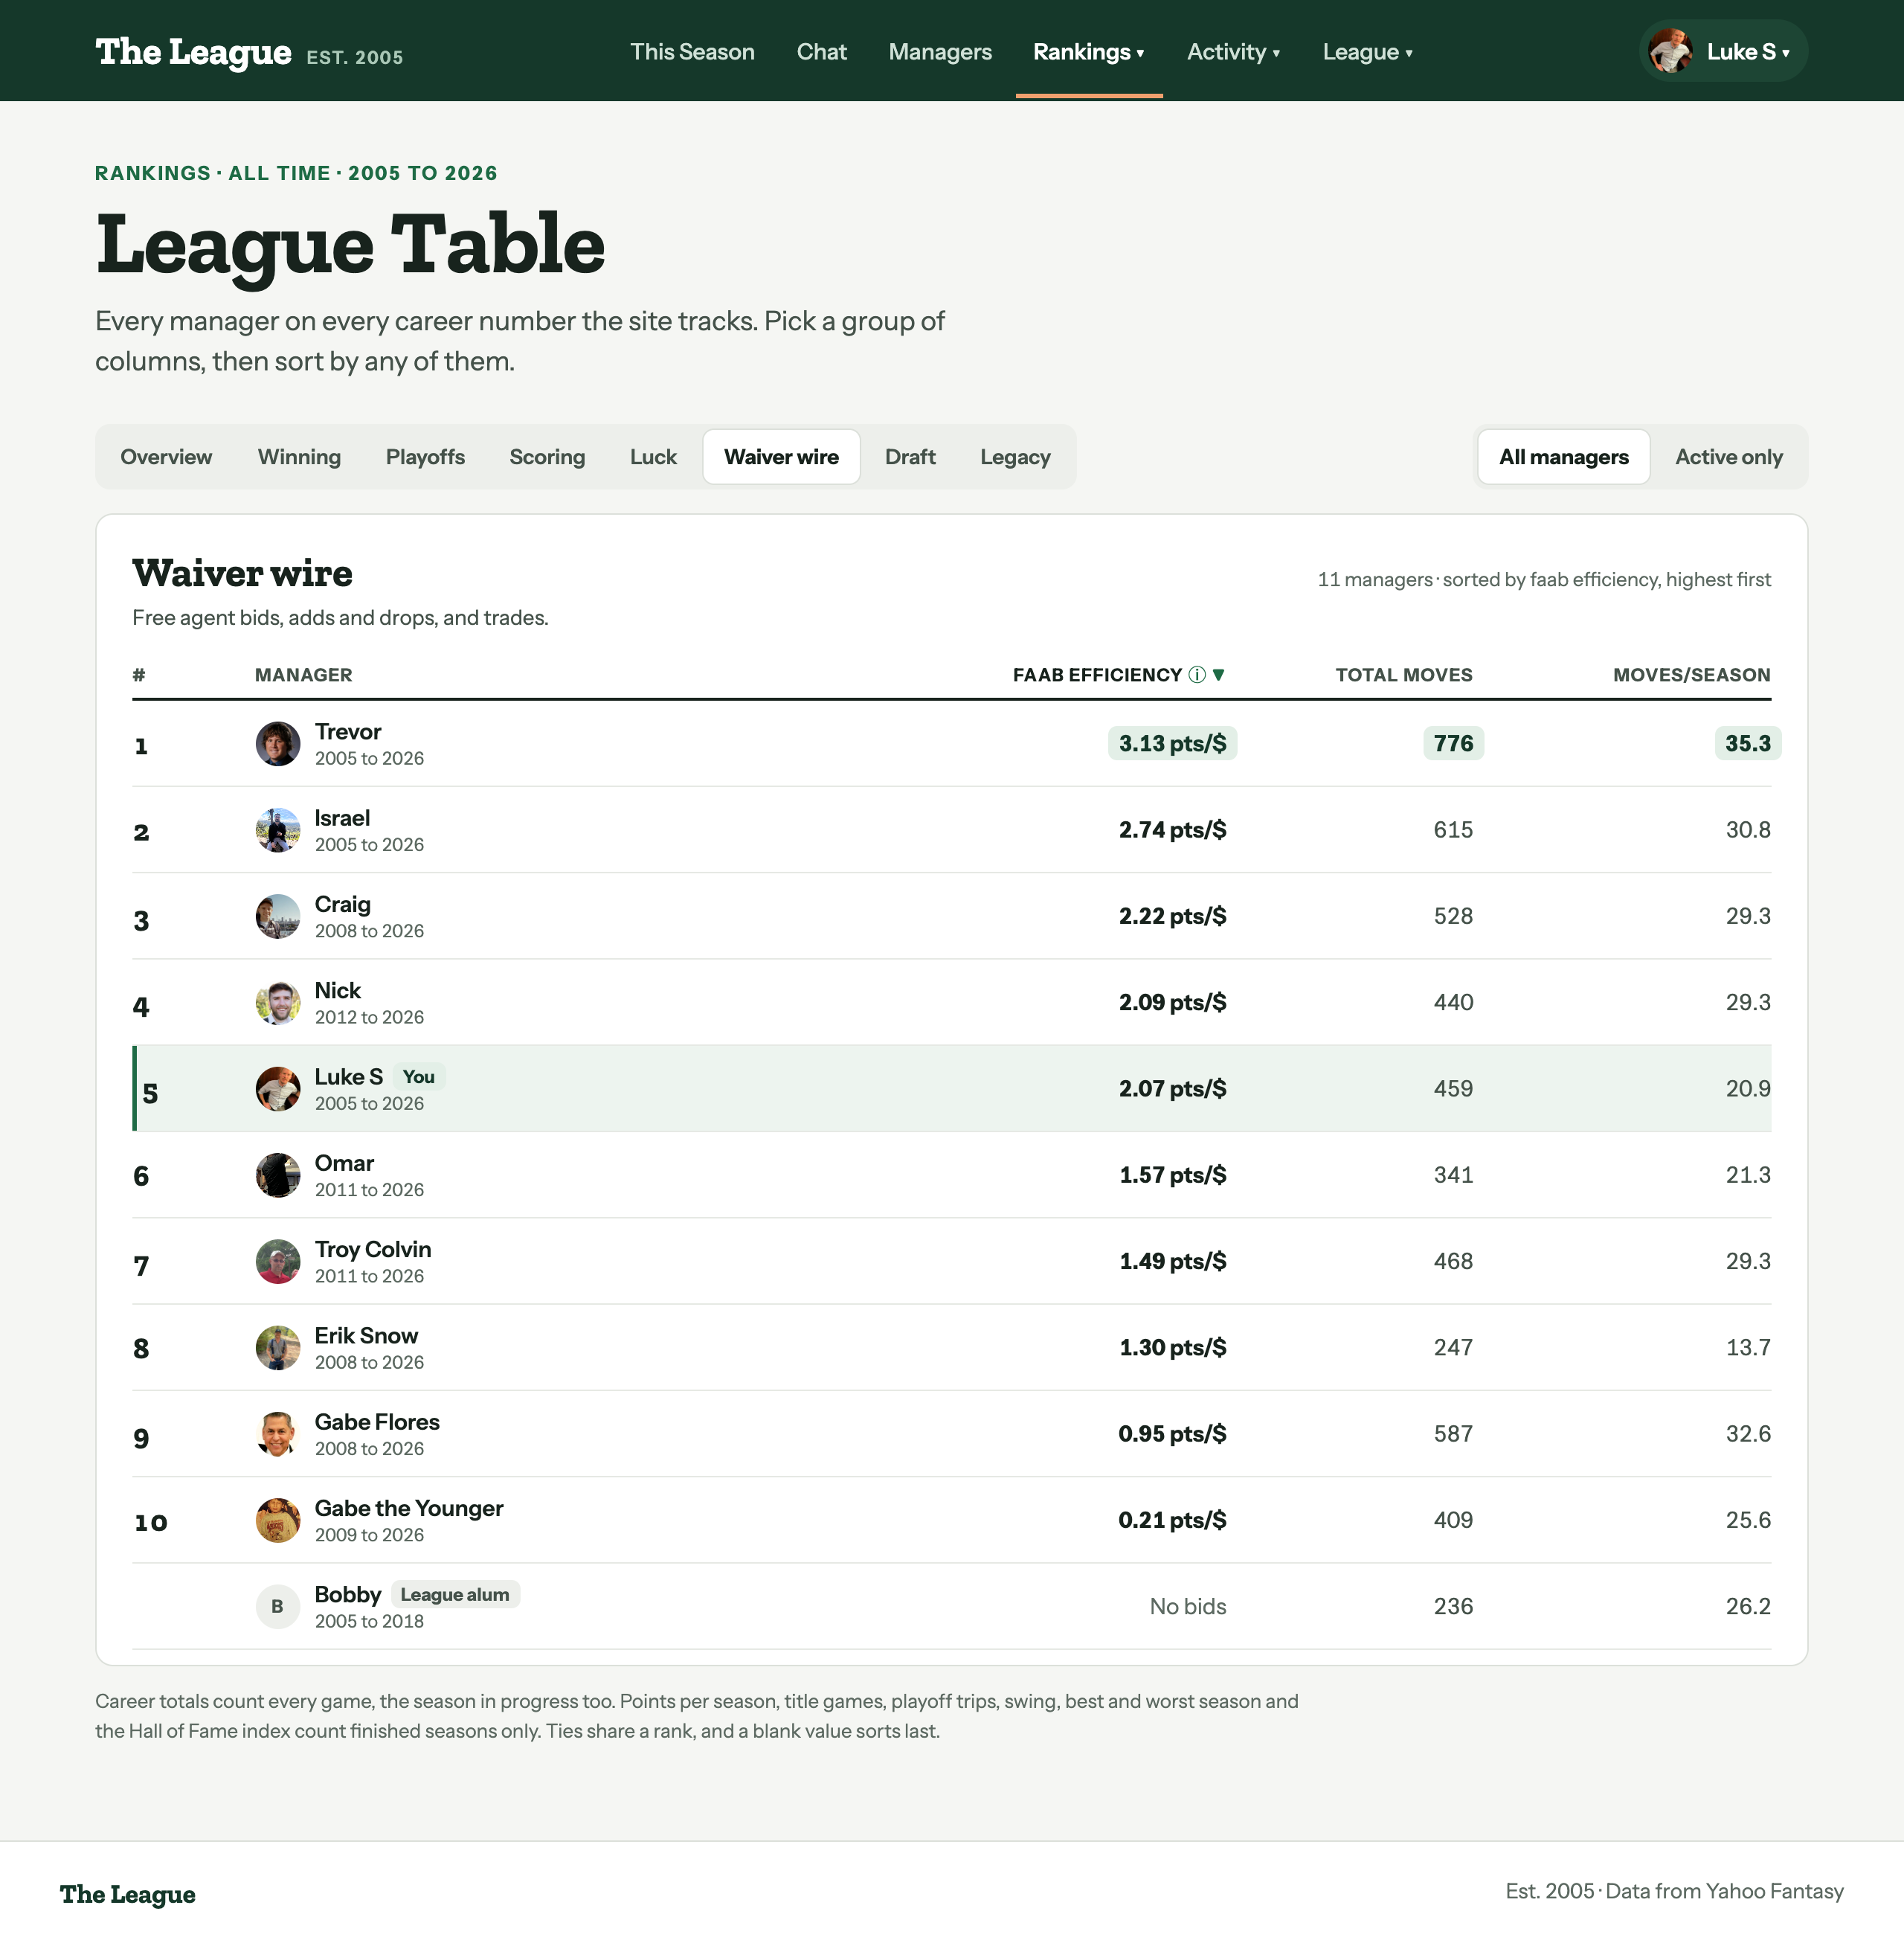 The League EST. 2005 This Season Chat Managers Rankings ▾ Activity ▾ League ▾ Luke S ▾
RANKINGS · ALL TIME · 2005 TO 2026
League Table
Every manager on every career number the site tracks. Pick a group of
columns, then sort by any of them.
Overview Winning Playoffs Scoring Luck Waiver wire Draft Legacy All managers Active only
Waiver wire
11 managers · sorted by faab efficiency, highest first
Free agent bids, adds and drops, and trades.
# MANAGER FAAB EFFICIENCY ⓘ ▼ TOTAL MOVES MOVES/SEASON
1 Trevor 3.13 pts/$ 776 35.3
2005 to 2026
2 Israel 2.74 pts/$ 615 30.8
2005 to 2026
3 Craig 2.22 pts/$ 528 29.3
2008 to 2026
4 Nick 2.09 pts/$ 440 29.3
2012 to 2026
5 Luke S You 2.07 pts/$ 459 20.9
2005 to 2026
6 Omar 1.57 pts/$ 341 21.3
2011 to 2026
7 Troy Colvin 1.49 pts/$ 468 29.3
2011 to 2026
8 Erik Snow 1.30 pts/$ 247 13.7
2008 to 2026
9 Gabe Flores 0.95 pts/$ 587 32.6
2008 to 2026
10 Gabe the Younger 0.21 pts/$ 409 25.6
2009 to 2026
B Bobby League alum No bids 236 26.2
2005 to 2018
Career totals count every game, the season in progress too. Points per season, title games, playoff trips, swing, best and worst season and
the Hall of Fame index count finished seasons only. Ties share a rank, and a blank value sorts last.
The League Est. 2005 · Data from Yahoo Fantasy